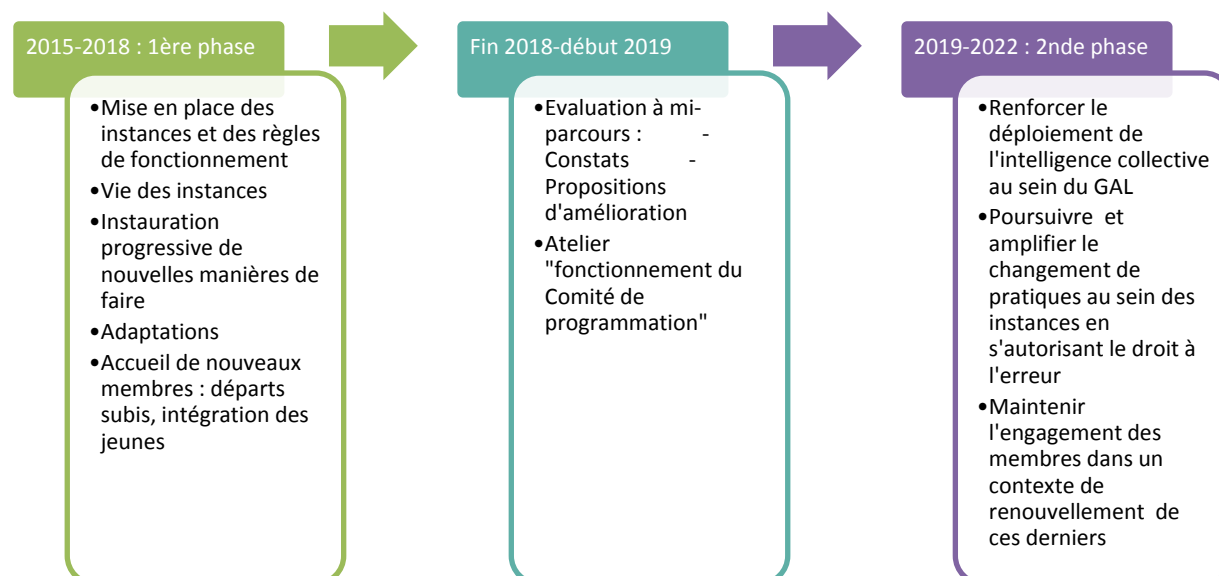 2015-2018 : 1ère phase
•Mise en place des
instances et des règles
de fonctionnement
•Vie des instances
•Instauration
progressive de
nouvelles manières de
faire
•Adaptations
•Accueil de nouveaux
membres : départs
subis, intégration des
jeunes
Fin 2018-début 2019
•Evaluation à mi-
parcours : -
Constats -
Propositions
d'amélioration
•Atelier
"fonctionnement du
Comité de
programmation"
2019-2022 : 2nde phase
•Renforcer le
déploiement de
l'intelligence collective
au sein du GAL
•Poursuivre et
amplifier le
changement de
pratiques au sein des
instances en
s'autorisant le droit à
l'erreur
•Maintenir
l'engagement des
membres dans un
contexte de
renouvellement de
ces derniers